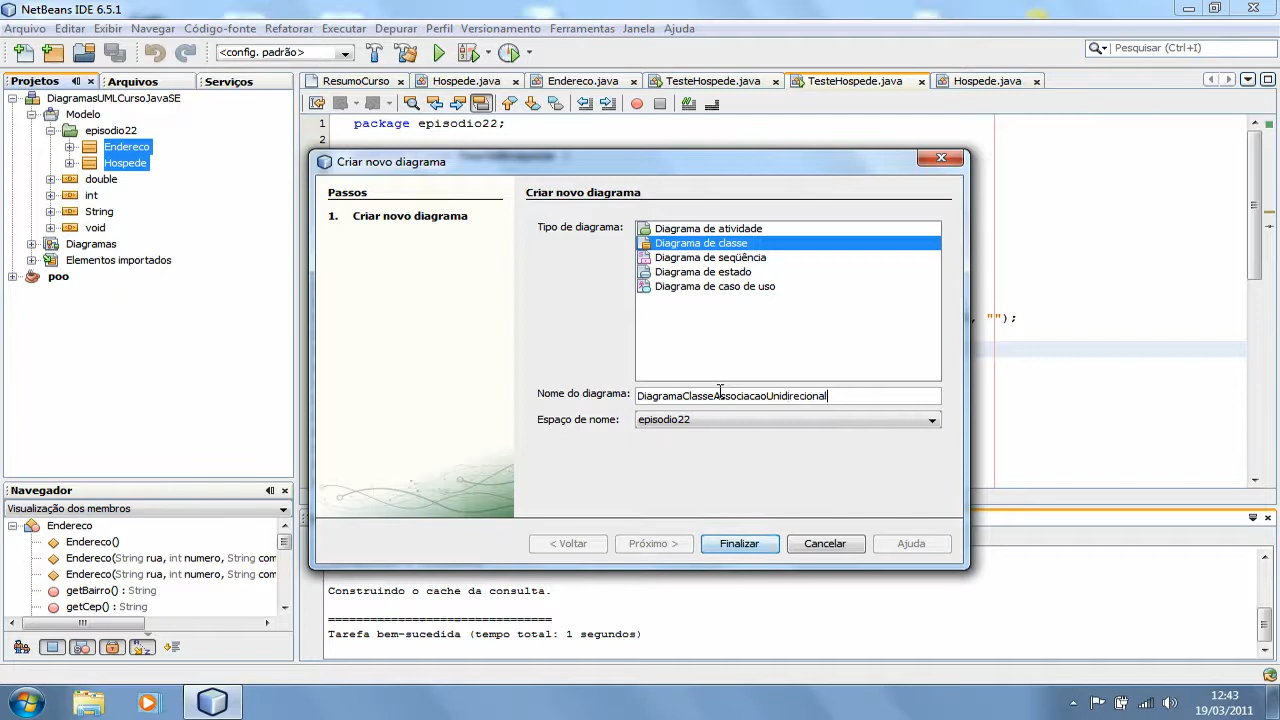 NetBeans IDE 6.5.1
Arquivo Editar Exibir Navegar Código-fonte Refatorar Executar Depurar Perfil Versionamento Ferramentas Janela Ajuda
<config. padrão> Pesquisar (Ctrl+I)
Projetos Arquivos Serviços
ResumoCurso Hospede.java Endereco.java TesteHospede.java TesteHospede.java Hospede.java
DiagramasUMLCursoJavaSE
Modelo
episodio22
Endereco
Hospede
double
int
String
void
Diagramas
Elementos importados
poo
1 package episodio22;
2
, "");
Criar novo diagrama
Passos
1. Criar novo diagrama
Criar novo diagrama
Tipo de diagrama:
Diagrama de atividade
Diagrama de classe
Diagrama de seqüência
Diagrama de estado
Diagrama de caso de uso
Nome do diagrama: DiagramaClasseAssociacaoUnidirecional
Espaço de nome: episodio22
< Voltar Próximo > Finalizar Cancelar Ajuda
Navegador
Visualização dos membros
Endereco
Endereco()
Endereco(String rua, int numero, String com
Endereco(String rua, int numero, String com
getBairro() : String
getCep() : String
Construindo o cache da consulta.
===============================
Tarefa bem-sucedida (tempo total: 1 segundos)
12:43
19/03/2011